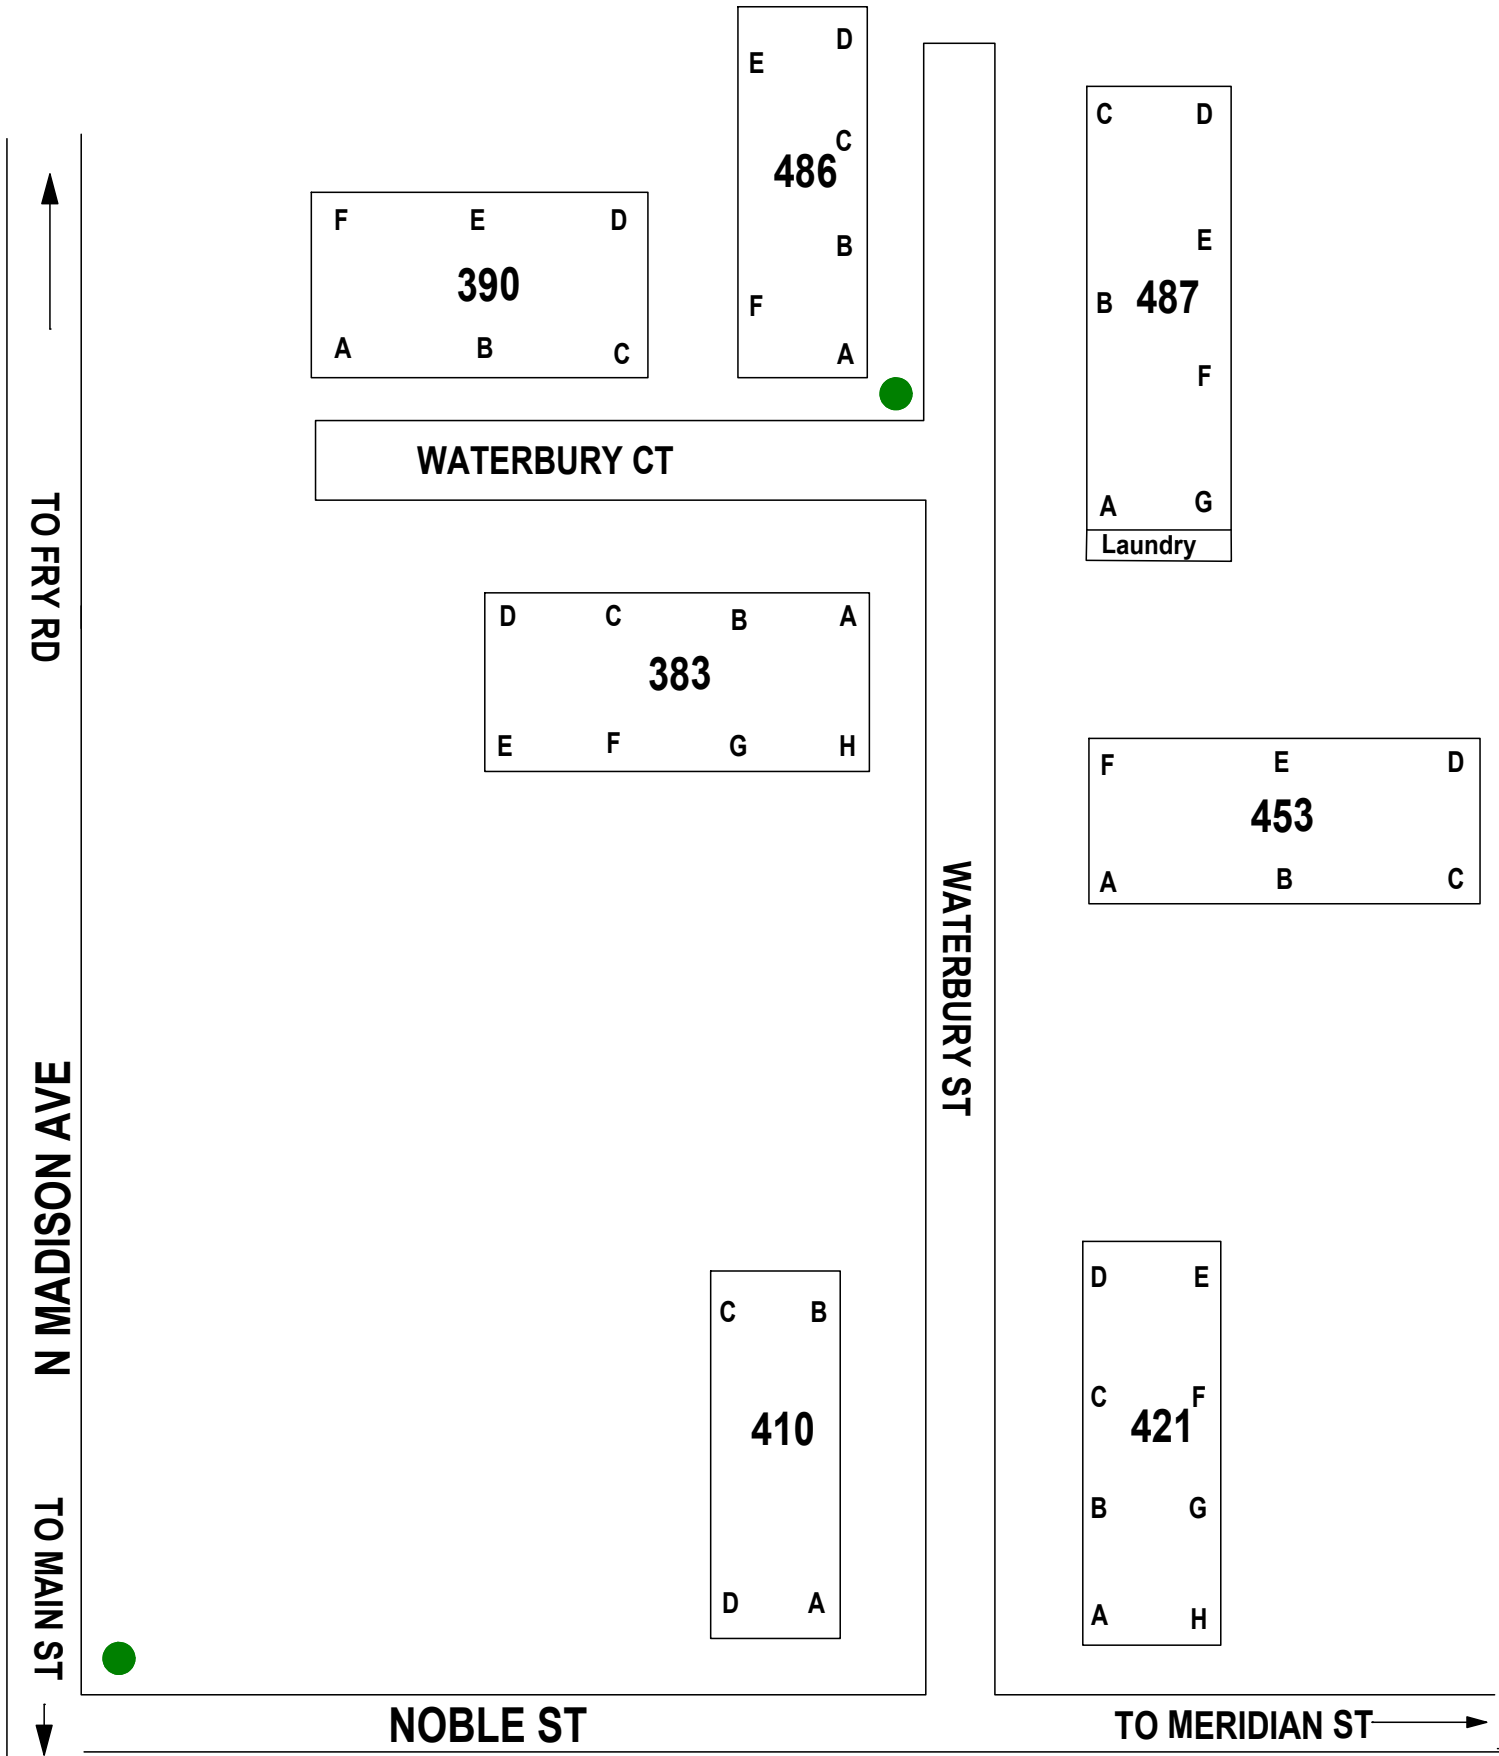 E D
C
486
B
F
A
C D
E
B 487
F
A G
Laundry
F E D
390
A B C
WATERBURY CT
TO FRY RD
D C B A
383
E F G H
F E D
453
A B C
WATERBURY ST
N MADISON AVE
C B
410
D A
D E
C F
421
B G
A H
TO MAIN ST
NOBLE ST
TO MERIDIAN ST